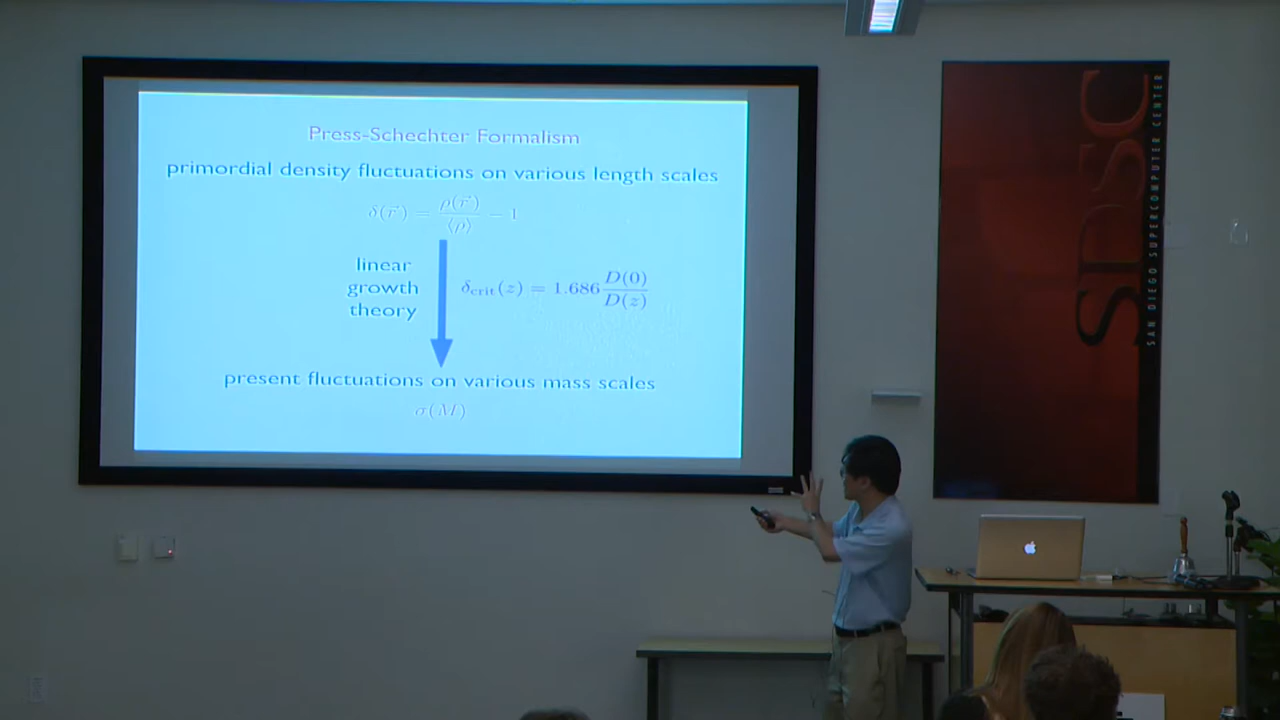 Press-Schechter Formalism
primordial density fluctuations on various length scales
δ(r⃗) = ρ(r⃗)/⟨ρ⟩ − 1
linear
growth
theory
δcrit(z) = 1.686 D(0)/D(z)
present fluctuations on various mass scales
σ(M)
SDSC
SAN DIEGO SUPERCOMPUTER CENTER